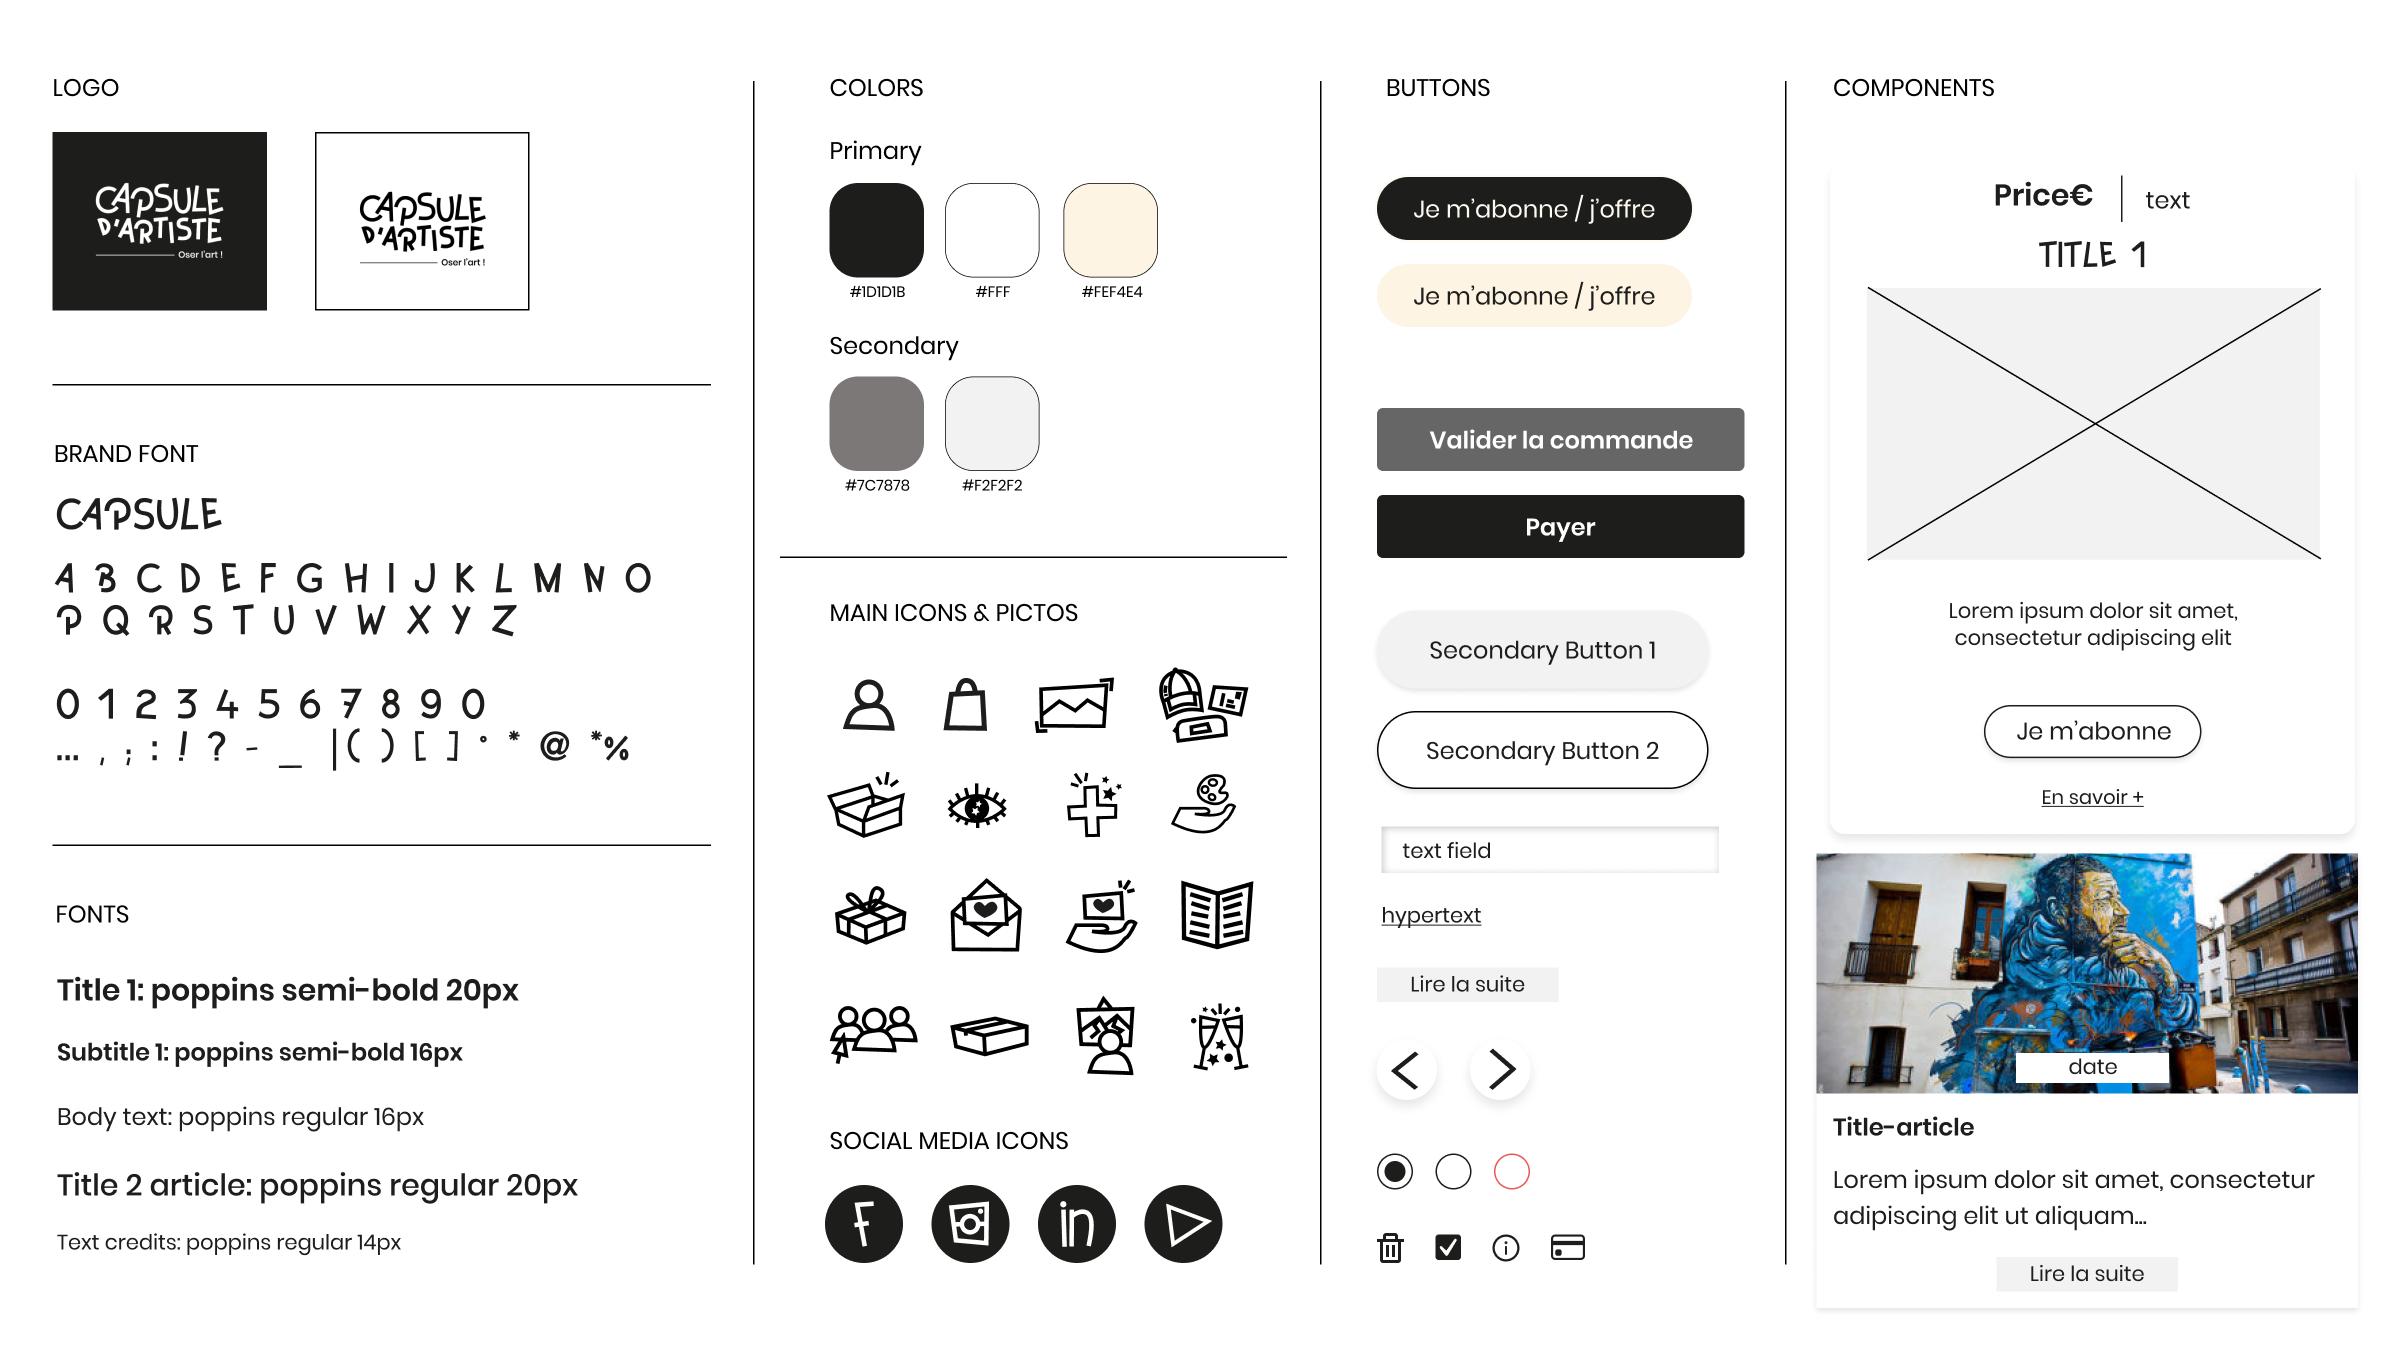 LOGO
CAPSULE
D'ARTISTE
Oser l'art !
CAPSULE
D'ARTISTE
Oser l'art !
BRAND FONT
CAPSULE
A B C D E F G H I J K L M N O
P Q R S T U V W X Y Z
0 1 2 3 4 5 6 7 8 9 0
... , ; : ! ? - _ | ( ) [ ] ° * @ *%
FONTS
Title 1: poppins semi-bold 20px
Subtitle 1: poppins semi-bold 16px
Body text: poppins regular 16px
Title 2 article: poppins regular 20px
Text credits: poppins regular 14px
COLORS
Primary
#1D1D1B #FFF #FEF4E4
Secondary
#7C7878 #F2F2F2
MAIN ICONS & PICTOS
SOCIAL MEDIA ICONS
f in
BUTTONS
Je m'abonne / j'offre
Je m'abonne / j'offre
Valider la commande
Payer
Secondary Button 1
Secondary Button 2
text field
hypertext
Lire la suite
COMPONENTS
Price€ | text
TITLE 1
Lorem ipsum dolor sit amet,
consectetur adipiscing elit
Je m'abonne
En savoir +
date
Title-article
Lorem ipsum dolor sit amet, consectetur
adipiscing elit ut aliquam...
Lire la suite